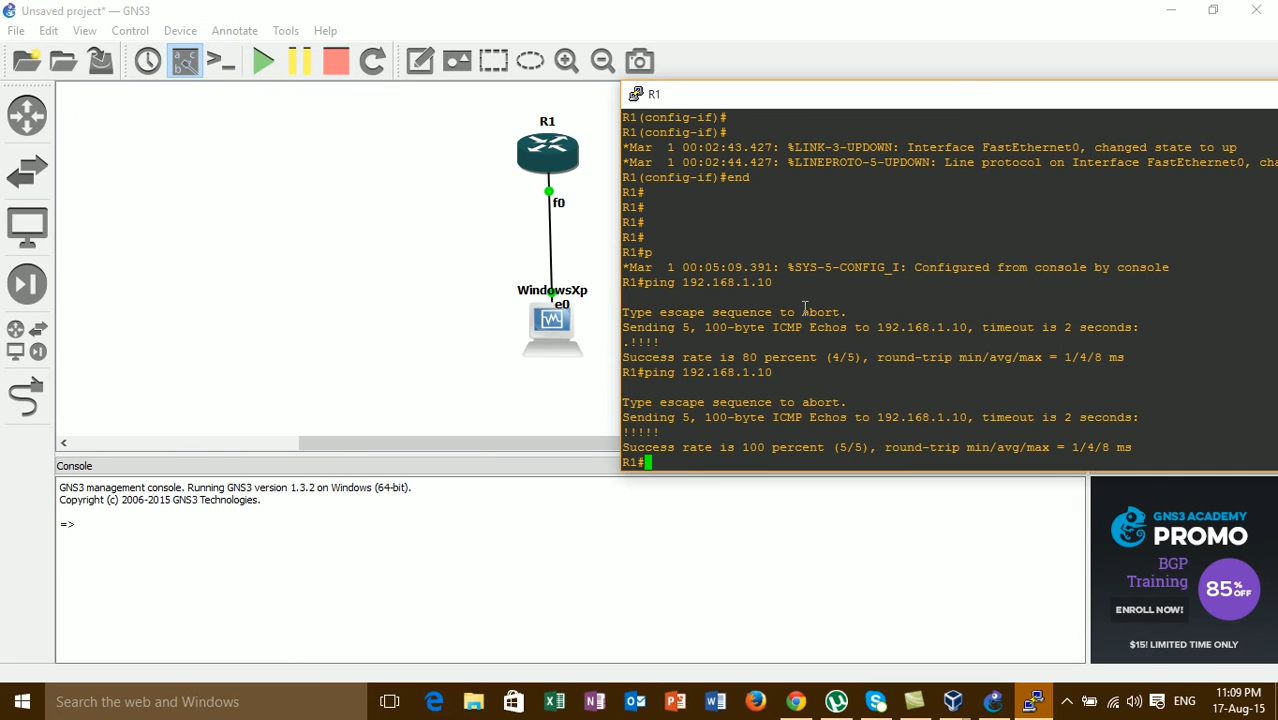 Unsaved project* — GNS3
File Edit View Control Device Annotate Tools Help
R1
f0
WindowsXp
e0
R1
R1(config-if)#
R1(config-if)#
*Mar  1 00:02:43.427: %LINK-3-UPDOWN: Interface FastEthernet0, changed state to up
*Mar  1 00:02:44.427: %LINEPROTO-5-UPDOWN: Line protocol on Interface FastEthernet0, cha
R1(config-if)#end
R1#
R1#
R1#
R1#
R1#p
*Mar  1 00:05:09.391: %SYS-5-CONFIG_I: Configured from console by console
R1#ping 192.168.1.10
Type escape sequence to abort.
Sending 5, 100-byte ICMP Echos to 192.168.1.10, timeout is 2 seconds:
.!!!!
Success rate is 80 percent (4/5), round-trip min/avg/max = 1/4/8 ms
R1#ping 192.168.1.10
Type escape sequence to abort.
Sending 5, 100-byte ICMP Echos to 192.168.1.10, timeout is 2 seconds:
!!!!!
Success rate is 100 percent (5/5), round-trip min/avg/max = 1/4/8 ms
R1#
Console
GNS3 management console. Running GNS3 version 1.3.2 on Windows (64-bit).
Copyright (c) 2006-2015 GNS3 Technologies.
=>
GNS3 ACADEMY
PROMO
BGP
Training
85% OFF
ENROLL NOW!
$15! LIMITED TIME ONLY
Search the web and Windows
ENG
11:09 PM
17-Aug-15